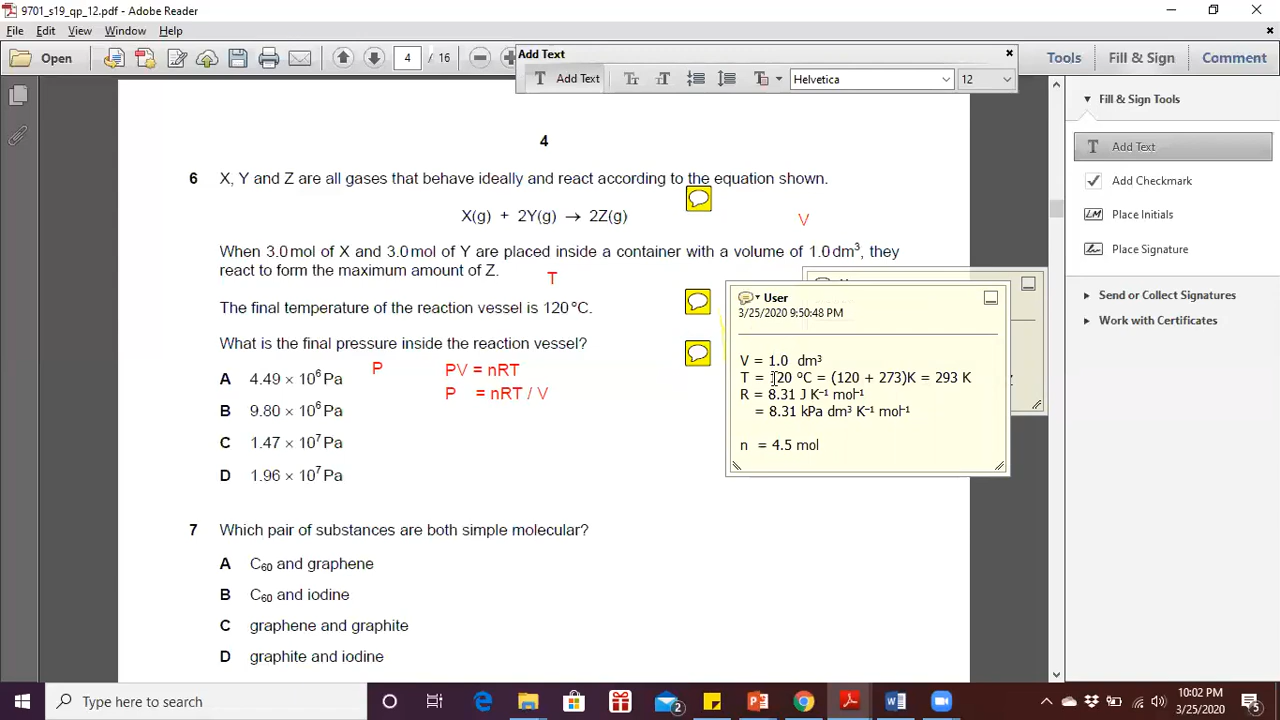 9701_s19_qp_12.pdf - Adobe Reader
File Edit View Window Help
Open 4 / 16
Add Text
Add Text Helvetica 12
Tools Fill & Sign Comment
Fill & Sign Tools
Add Text
Add Checkmark
Place Initials
Place Signature
Send or Collect Signatures
Work with Certificates
4
6 X, Y and Z are all gases that behave ideally and react according to the equation shown.
X(g) + 2Y(g) → 2Z(g)
V
When 3.0 mol of X and 3.0 mol of Y are placed inside a container with a volume of 1.0 dm³, they
react to form the maximum amount of Z.
T
The final temperature of the reaction vessel is 120 °C.
What is the final pressure inside the reaction vessel?
P PV = nRT
P = nRT / V
A 4.49 × 10⁶ Pa
B 9.80 × 10⁶ Pa
C 1.47 × 10⁷ Pa
D 1.96 × 10⁷ Pa
User
3/25/2020 9:50:48 PM
V = 1.0 dm³
T = 120 ºC = (120 + 273)K = 293 K
R = 8.31 J K⁻¹ mol⁻¹
= 8.31 kPa dm³ K⁻¹ mol⁻¹
n = 4.5 mol
7 Which pair of substances are both simple molecular?
A C₆₀ and graphene
B C₆₀ and iodine
C graphene and graphite
D graphite and iodine
Type here to search
2
10:02 PM
3/25/2020
5